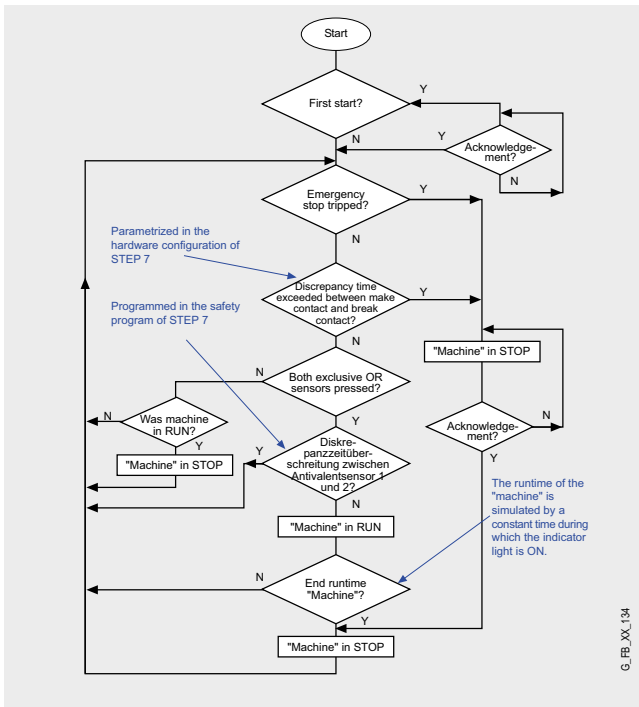 Start
First start?
Y
N
Y
Acknowledge-
ment?
N
Emergency
stop tripped?
Y
N
Parametrized in the
hardware configuration of
STEP 7
Discrepancy time
exceeded between make
contact and break
contact?
Y
N
Programmed in the safety
program of STEP 7
"Machine" in STOP
Both exclusive OR
sensors pressed?
N
Y
Was machine
in RUN?
N
Y
"Machine" in STOP
Acknowledge-
ment?
N
Y
Diskre-
panzzeitüber-
schreitung zwischen
Antivalentsensor 1
und 2?
Y
N
The runtime of the
"machine" is
simulated by a
constant time during
which the indicator
light is ON.
"Machine" in RUN
End runtime
"Machine"?
N
Y
"Machine" in STOP
G_FB_XX_134